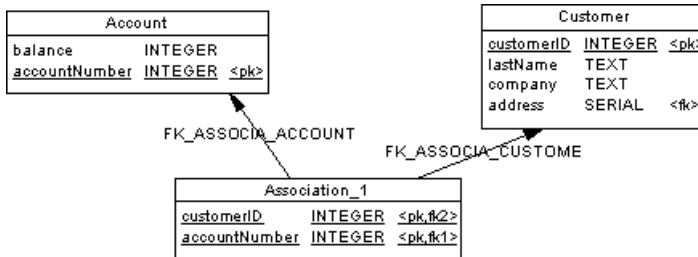 Account
balance INTEGER
accountNumber INTEGER <pk>
Customer
customerID INTEGER <pk>
lastName TEXT
company TEXT
address SERIAL <fk>
FK_ASSOCIA_ACCOUNT
FK_ASSOCIA_CUSTOME
Association_1
customerID INTEGER <pk,fk2>
accountNumber INTEGER <pk,fk1>